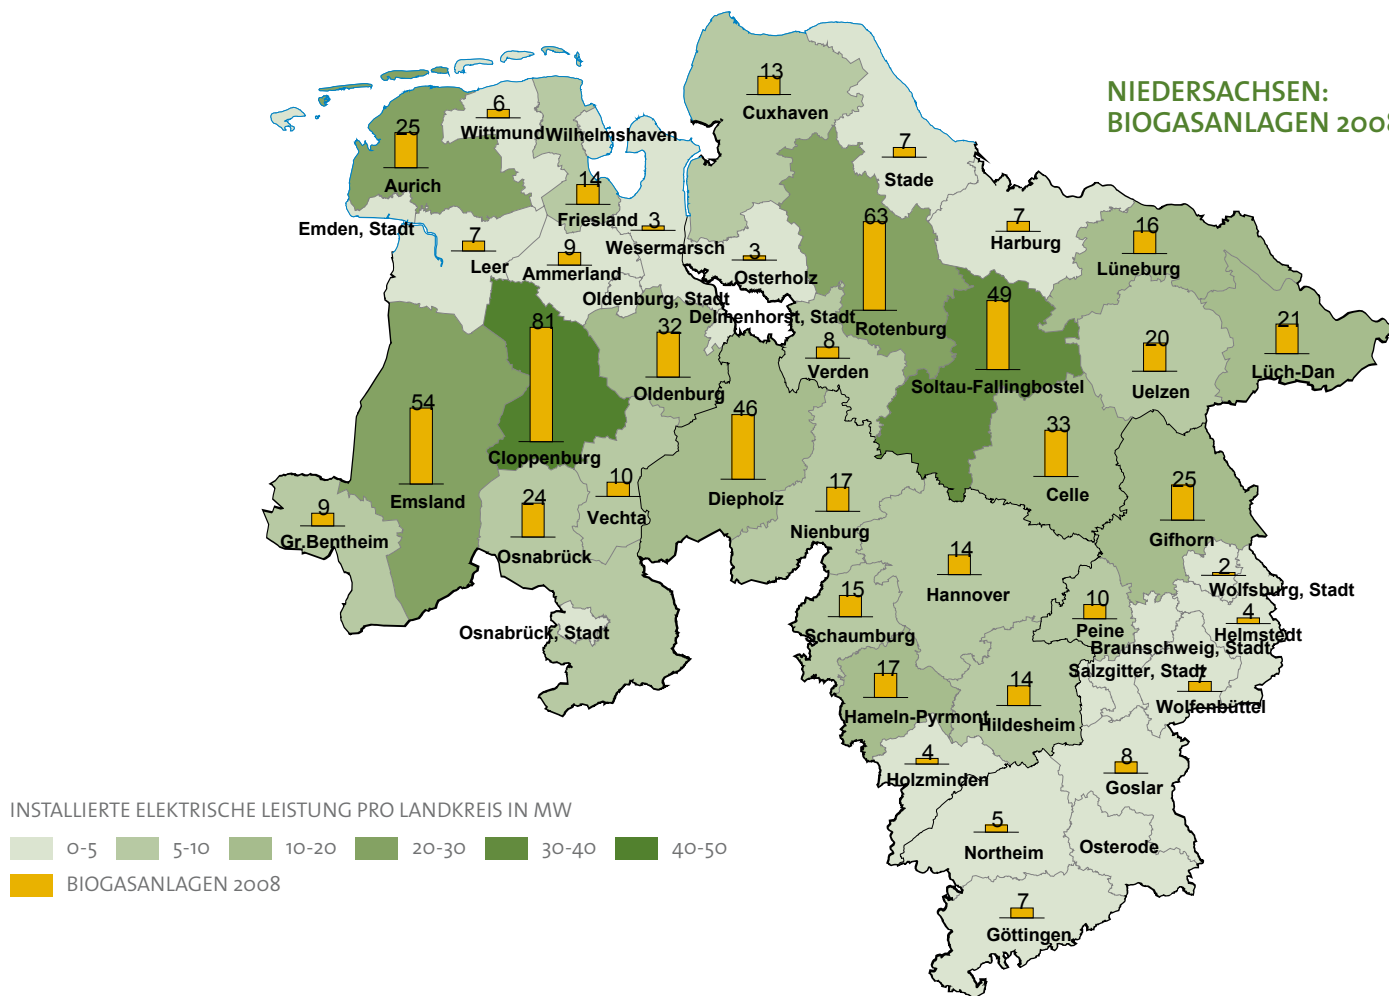 NIEDERSACHSEN:
BIOGASANLAGEN 2008
13
Cuxhaven
6
Wittmund
Wilhelmshaven
25
Aurich
7
Stade
14
Friesland
Emden, Stadt
7
Leer
9
Ammerland
3
Wesermarsch
3
Osterholz
63
Rotenburg
7
Harburg
16
Lüneburg
Oldenburg, Stadt
Delmenhorst, Stadt
81
Cloppenburg
32
Oldenburg
8
Verden
49
Soltau-Fallingbostel
20
Uelzen
21
Lüch-Dan
54
Emsland
46
Diepholz
33
Celle
9
Gr.Bentheim
24
Osnabrück
10
Vechta
17
Nienburg
25
Gifhorn
14
Hannover
2
Wolfsburg, Stadt
15
Schaumburg
10
Peine
4
Helmstedt
Osnabrück, Stadt
Braunschweig, Stadt
Salzgitter, Stadt
7
Wolfenbüttel
17
Hameln-Pyrmont
14
Hildesheim
4
Holzminden
8
Goslar
5
Northeim
Osterode
7
Göttingen
INSTALLIERTE ELEKTRISCHE LEISTUNG PRO LANDKREIS IN MW
0-5 5-10 10-20 20-30 30-40 40-50
BIOGASANLAGEN 2008